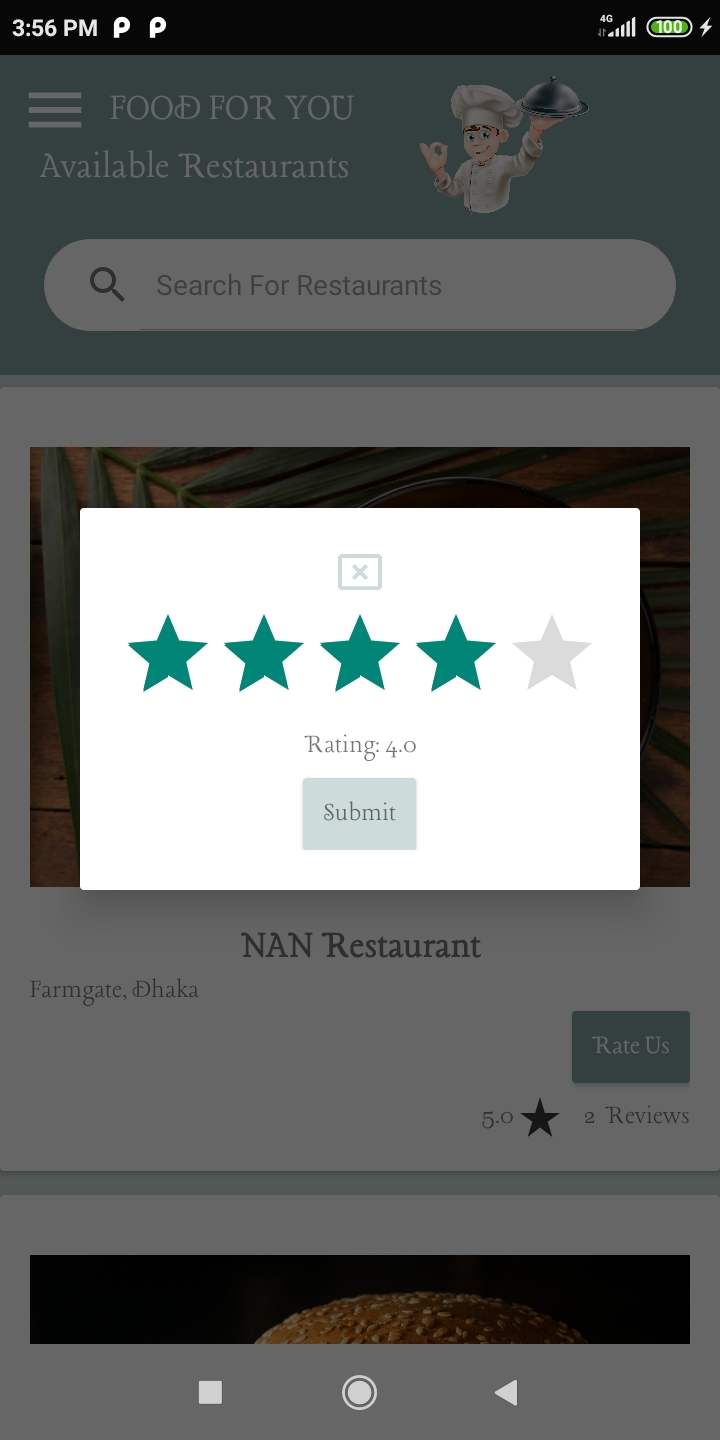 3:56 PM
4G
100
FOOD FOR YOU
Available Restaurants
Search For Restaurants
Rating: 4.0
Submit
NAN Restaurant
Farmgate, Dhaka
Rate Us
5.0 2 Reviews